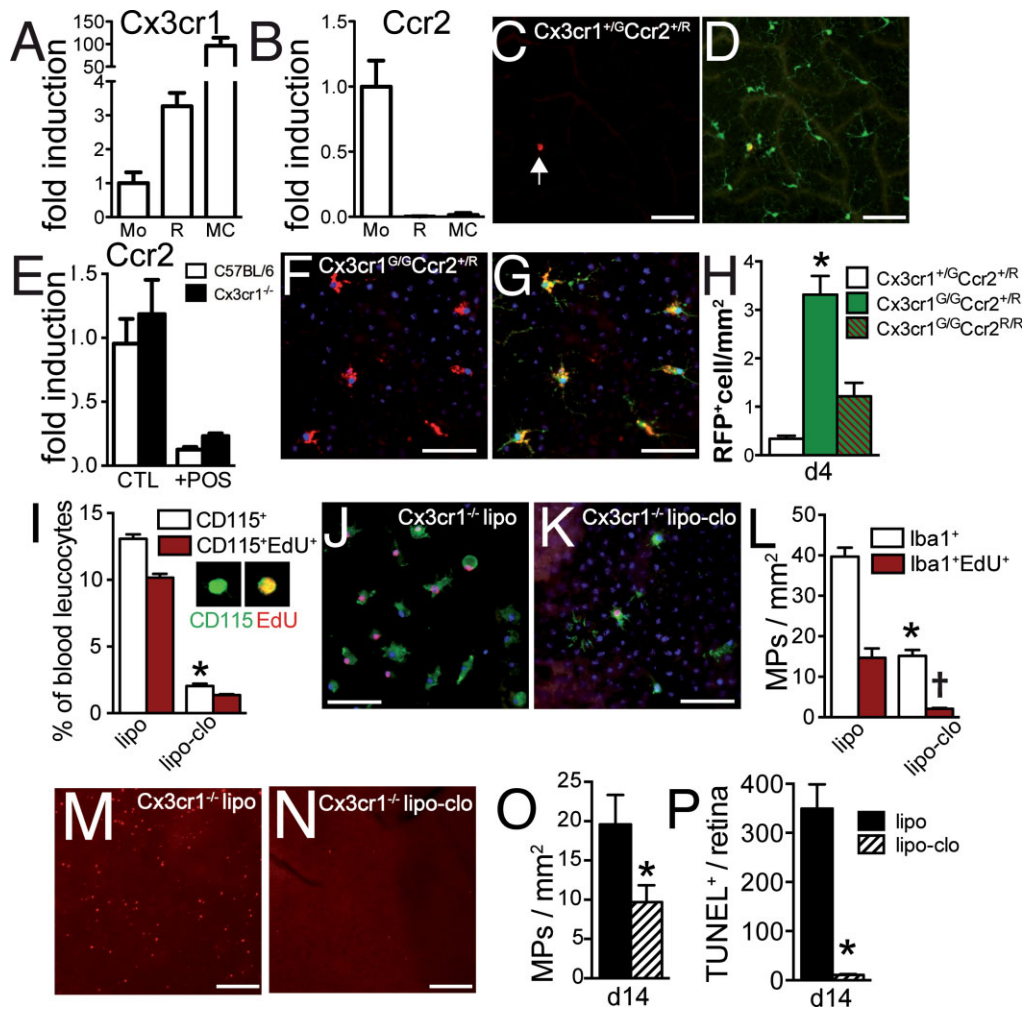 A Cx3cr1
fold induction
150
100
50
4
3
2
1
0
Mo R MC
B Ccr2
fold induction
1.5
1.0
0.5
0.0
Mo R MC
C Cx3cr1+/GCcr2+/R
D
E Ccr2
fold induction
1.5
1.0
0.5
0.0
CTL +POS
C57BL/6
Cx3cr1-/-
F Cx3cr1G/GCcr2+/R
G
H
RFP+cell/mm2
4
3
2
1
0
*
d4
Cx3cr1+/GCcr2+/R
Cx3cr1G/GCcr2+/R
Cx3cr1G/GCcr2R/R
I
% of blood leucocytes
15
10
5
0
CD115+
CD115+EdU+
CD115 EdU
*
lipo lipo-clo
J Cx3cr1-/- lipo
K Cx3cr1-/- lipo-clo
L
MPs / mm2
40
30
20
10
0
Iba1+
Iba1+EdU+
*
†
lipo lipo-clo
M Cx3cr1-/- lipo
N Cx3cr1-/- lipo-clo
O
MPs / mm2
25
20
15
10
5
0
*
d14
P
TUNEL+ / retina
400
300
200
100
0
*
d14
lipo
lipo-clo